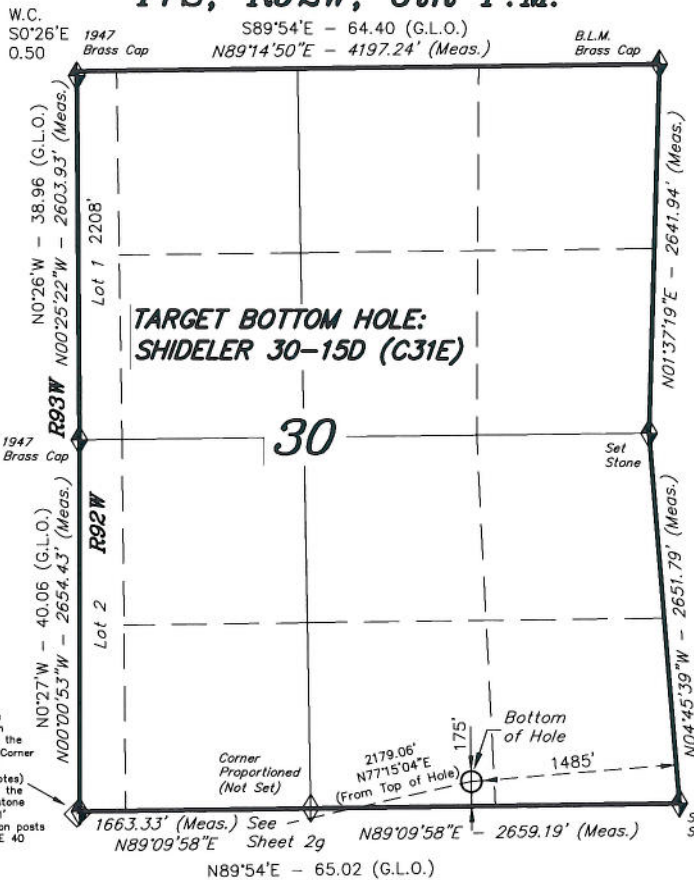 W.C.
S0°26'E
0.50
1947
Brass Cap
S89°54'E - 64.40 (G.L.O.)
N89°14'50"E - 4197.24' (Meas.)
B.L.M.
Brass Cap
N0°26'W - 38.96 (G.L.O.)
N00°25'22"W - 2603.93' (Meas.)
Lot 1
2208'
N01°37'19"E - 2641.94' (Meas.)
TARGET BOTTOM HOLE:
SHIDELER 30-15D (C31E)
R93W
1947
Brass Cap
30
Set
Stone
R92W
N0°27'W - 40.06 (G.L.O.)
N00°00'53"W - 2654.43' (Meas.)
Lot 2
N04°45'39"W - 2651.79' (Meas.)
the
Corner
the
posts
40
Corner
Proportioned
(Not Set)
2179.06'
N77°15'04"E
(From Top of Hole)
175'
Bottom
of Hole
1485'
1663.33' (Meas.) See
N89°09'58"E Sheet 2g
N89°09'58"E - 2659.19' (Meas.)
N89°54'E - 65.02 (G.L.O.)